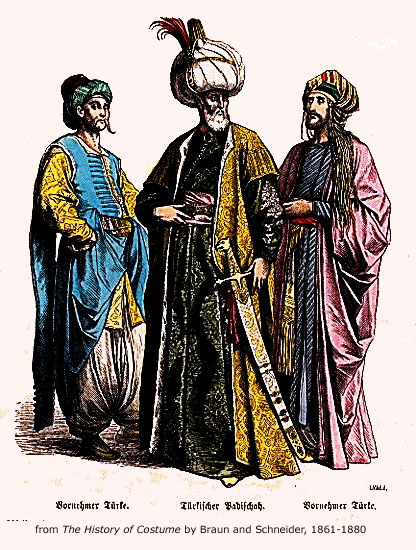 Vornehmer Türke. Türkischer Padischah. Vornehmer Türke.
from The History of Costume by Braun and Schneider, 1861-1880